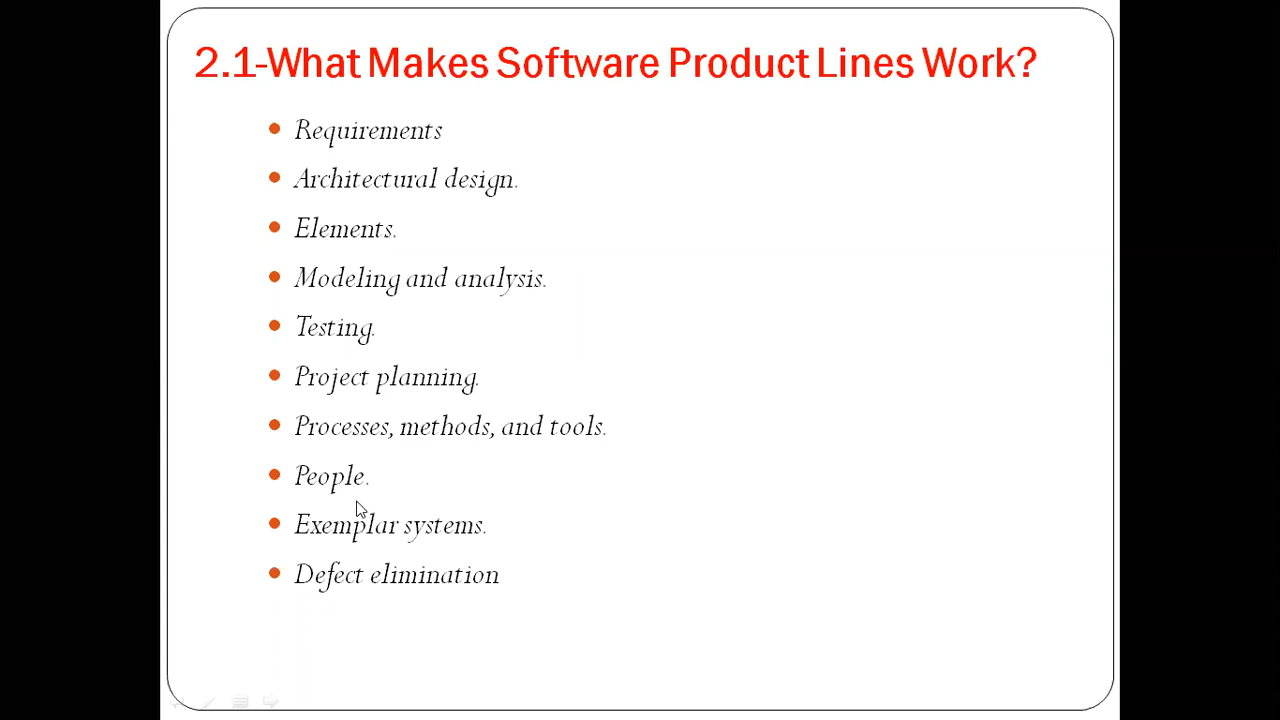 2.1-What Makes Software Product Lines Work?
Requirements
Architectural design.
Elements.
Modeling and analysis.
Testing.
Project planning.
Processes, methods, and tools.
People.
Exemplar systems.
Defect elimination